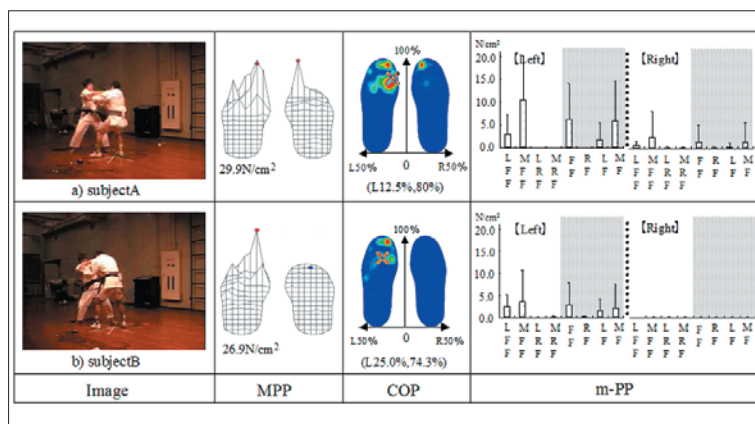 a) subjectA
29.9N/cm²
100%
L50% 0 R50%
(L12.5%,80%)
N/cm²
20.0
15.0
10.0
5.0
0.0
【Left】
【Right】
L M L M F R L M L M L M F R L M
F F R R F F F F F F R R F F F F
F F F F F F F F
b) subjectB
26.9N/cm²
100%
L50% 0 R50%
(L25.0%,74.3%)
N/cm²
20.0
15.0
10.0
5.0
0.0
【Left】
【Right】
L M L M F R L M L M L M F R L M
F F R R F F F F F F R R F F F F
F F F F F F F F
Image MPP COP m-PP